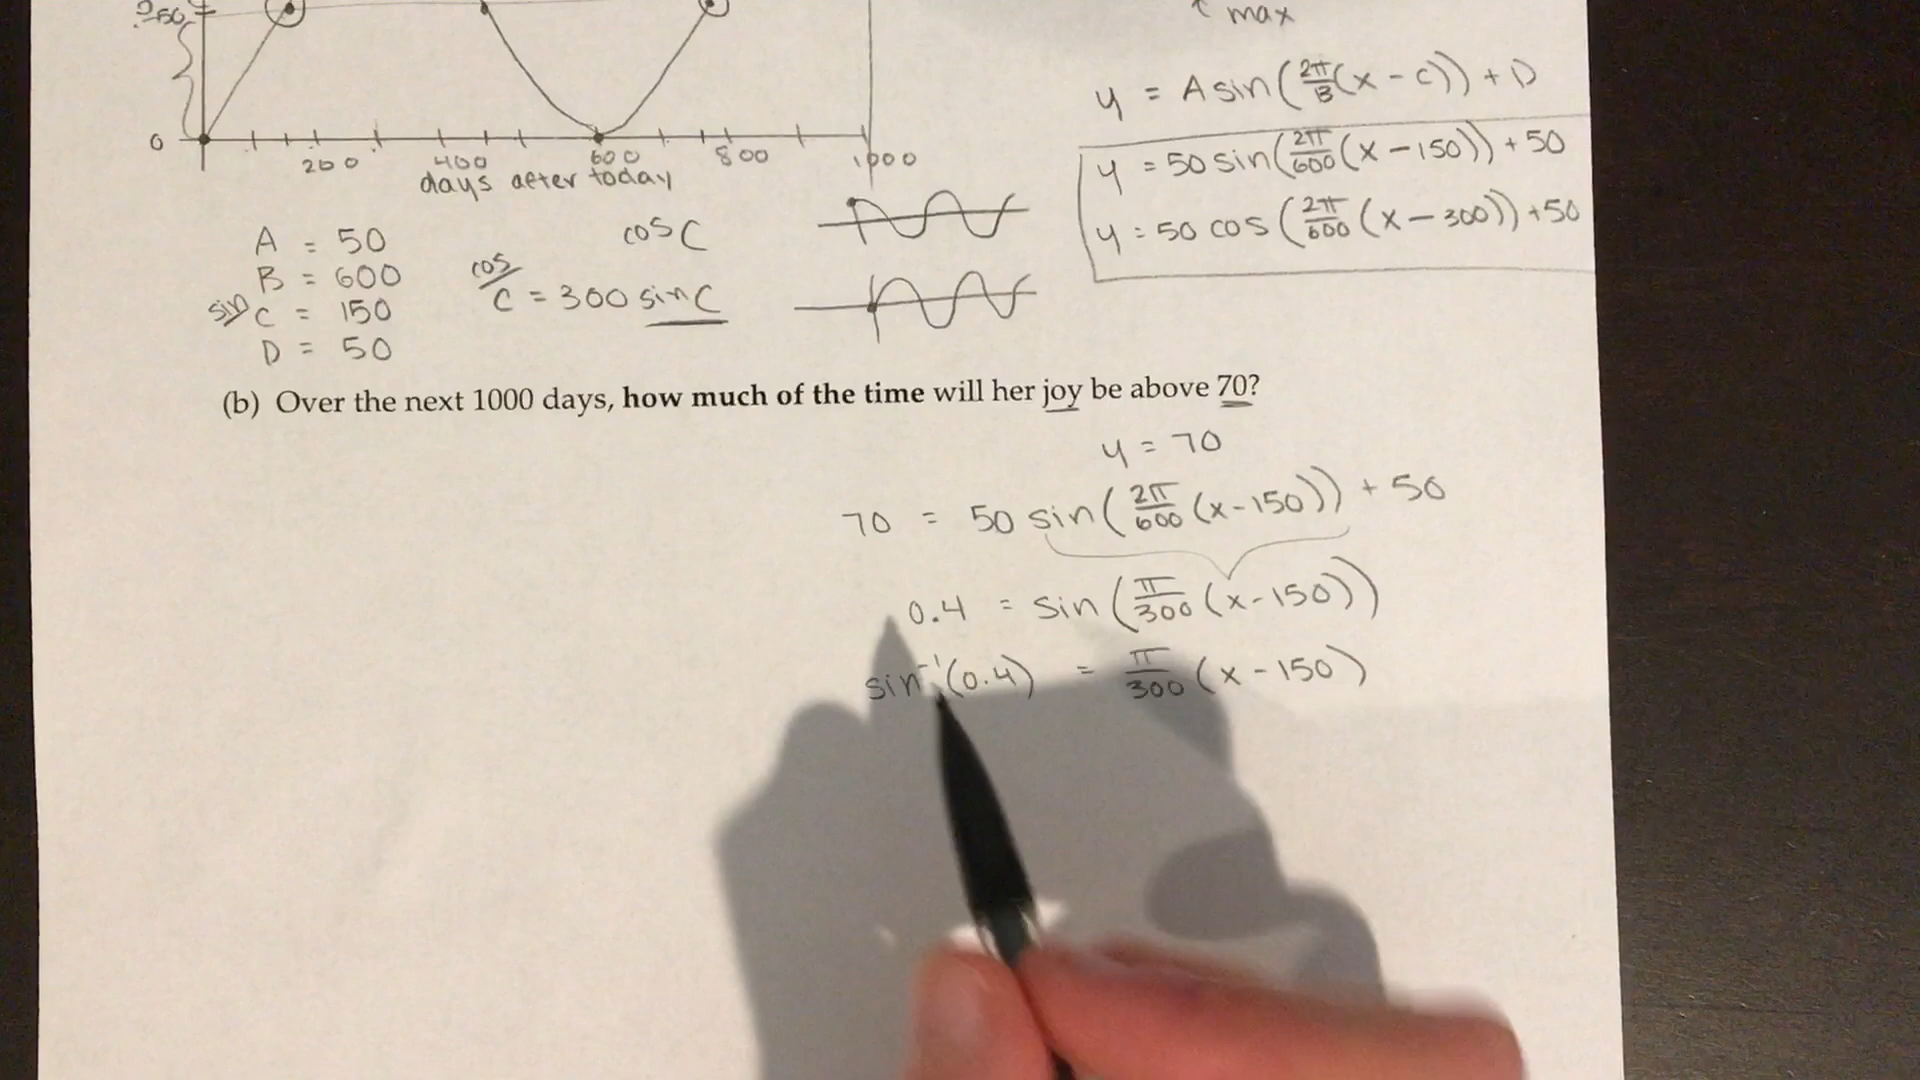 50
max
0
200 400 600 800 1000
days after today
y = A sin(2π/B(x - C)) + D
y = 50 sin(2π/600(x - 150)) + 50
y = 50 cos(2π/600(x - 300)) + 50
A = 50
B = 600
sin C = 150
D = 50
cos C
cos
C = 300 sin C
(b) Over the next 1000 days, how much of the time will her joy be above 70?
y = 70
70 = 50 sin(2π/600(x-150)) + 50
0.4 = sin(π/300(x-150))
sin⁻¹(0.4) = π/300(x-150)